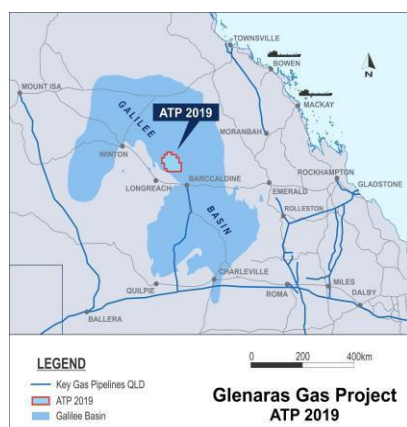 TOWNSVILLE
BOWEN
MOUNT ISA
MACKAY
N
GALILEE
ATP 2019
MORANBAH
WINTON
ROCKHAMPTON
LONGREACH
BARCALDINE
EMERALD
GLADSTONE
ROLLESTON
BASIN
CHARLEVILLE
QUILPIE
ROMA
MILES
DALBY
BALLERA
LEGEND
0 200 400km
Key Gas Pipelines QLD
ATP 2019
Galilee Basin
Glenaras Gas Project
ATP 2019